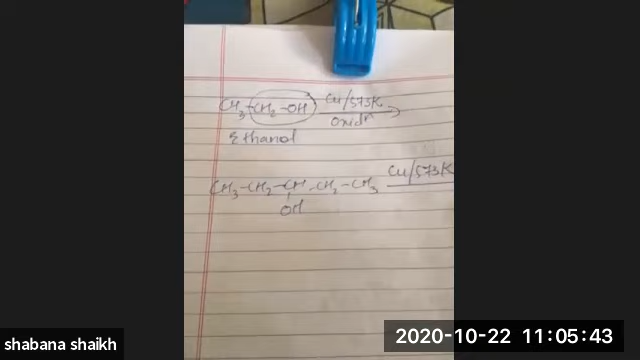 CH3-CH2-OH Cu/573K
Oxidn
Ethanol
CH3-CH2-CH-CH2-CH3 Cu/573K
OH
shabana shaikh
2020-10-22 11:05:43